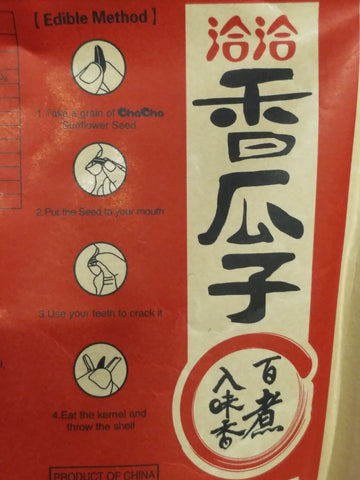 【Edible Method】
1.Take a grain of ChaCha
Sunflower Seed
2.Put the Seed to your mouth
3.Use your teeth to crack it
4.Eat the kernel and
throw the shell
PRODUCT OF CHINA
洽洽
香瓜子
百煮
入味香
%